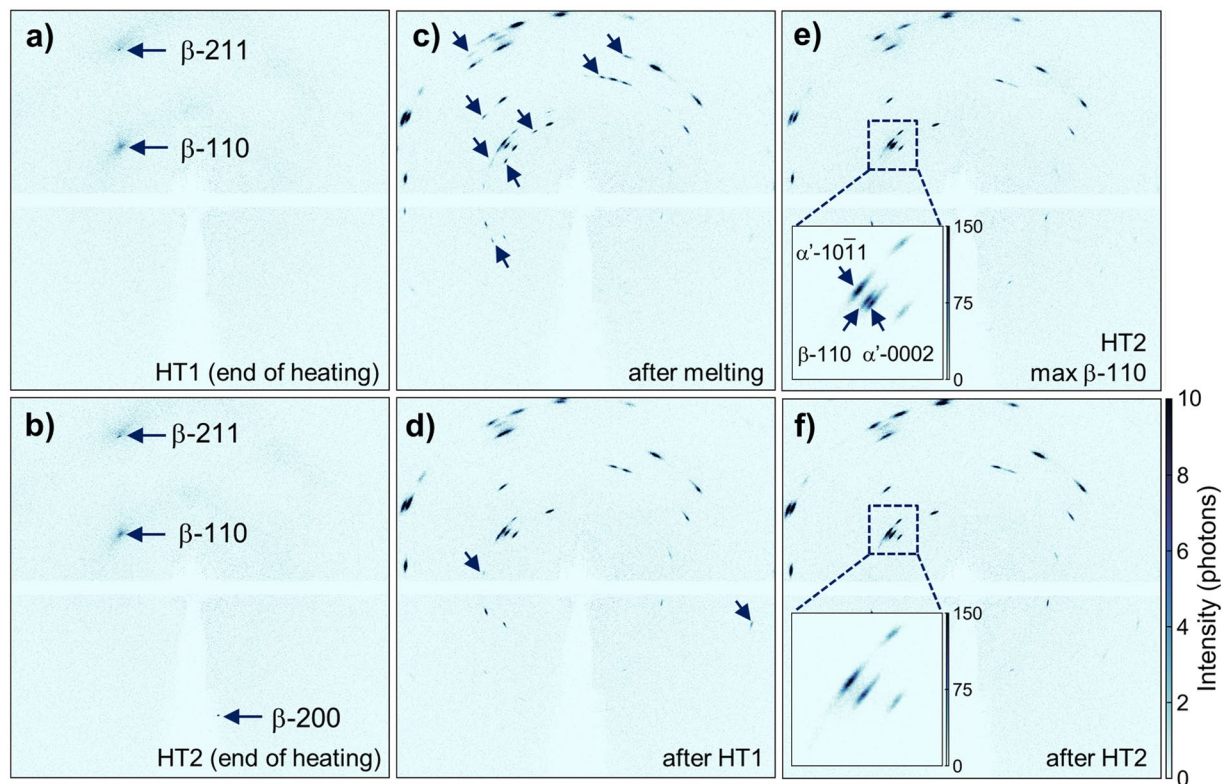 a)
β-211
β-110
HT1 (end of heating)
c)
after melting
e)
α’-101̅1
β-110 α’-0002
150
75
0
HT2
max β-110
b)
β-211
β-110
β-200
HT2 (end of heating)
d)
after HT1
f)
150
75
0
after HT2
10
8
6
4
2
0
Intensity (photons)